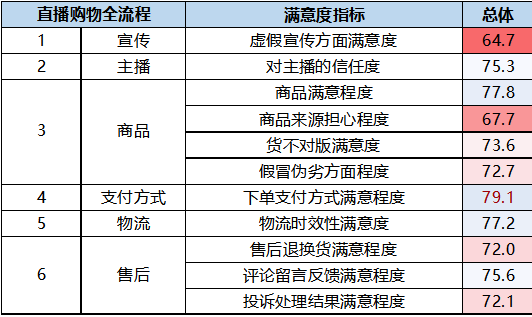 直播购物全流程 满意度指标 总体
1 宣传 虚假宣传方面满意度 64.7
2 主播 对主播的信任度 75.3
3 商品 商品满意程度 77.8
商品来源担心程度 67.7
货不对版满意度 73.6
假冒伪劣方面程度 72.7
4 支付方式 下单支付方式满意程度 79.1
5 物流 物流时效性满意度 77.2
6 售后 售后退换货满意程度 72.0
评论留言反馈满意程度 75.6
投诉处理结果满意程度 72.1